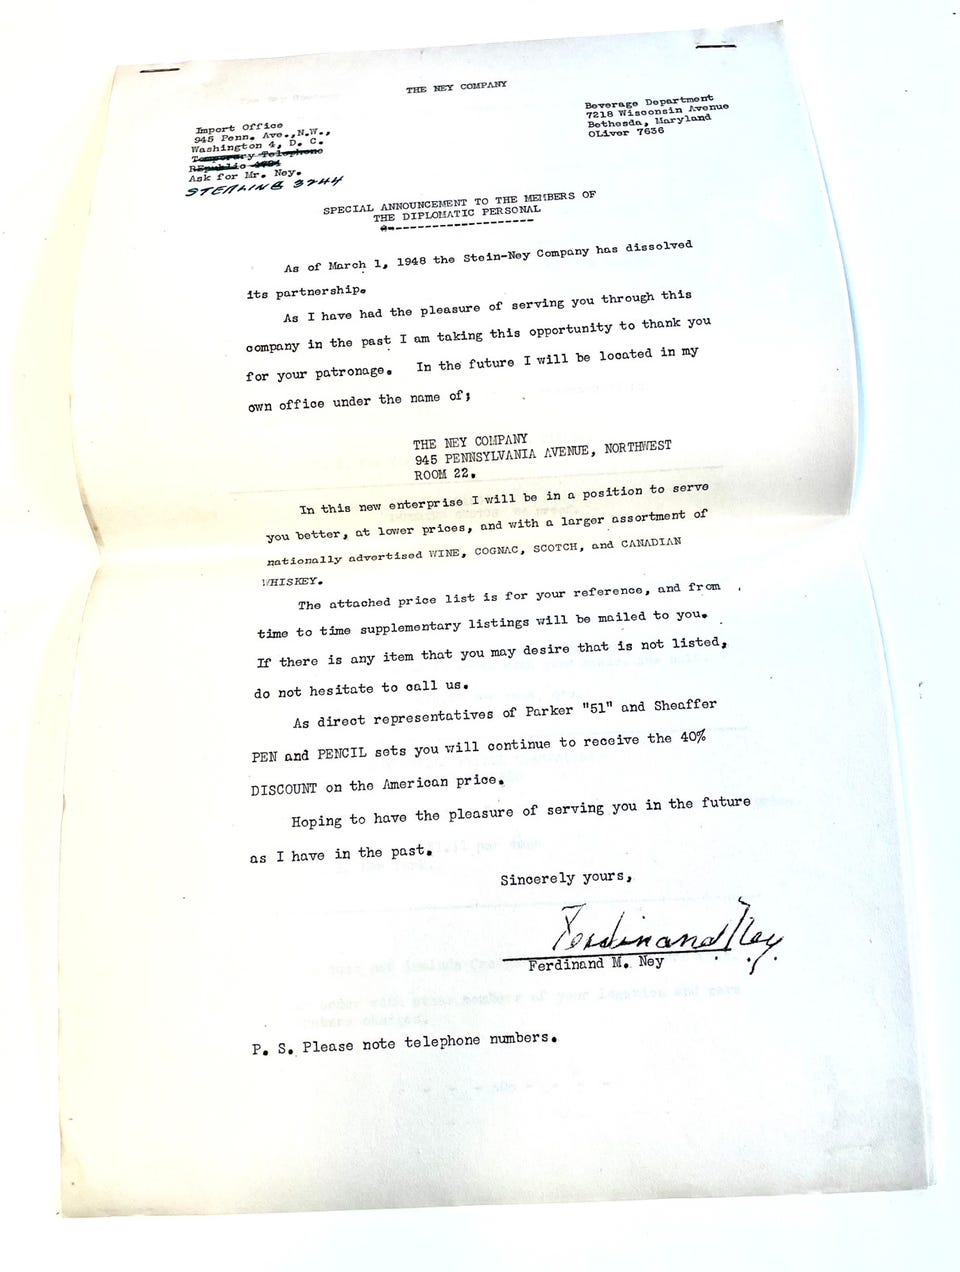 THE NEY COMPANY
Import Office
945 Penn. Ave.,N.W.,
Washington 4, D. C.
Temporary Telephone
REpublic
Ask for Mr. Ney.
STERLING 3244
Beverage Department
7218 Wisconsin Avenue
Bethesda, Maryland
OLiver 7636
SPECIAL ANNOUNCEMENT TO THE MEMBERS OF
THE DIPLOMATIC PERSONAL
As of March 1, 1948 the Stein-Ney Company has dissolved
its partnership.
As I have had the pleasure of serving you through this
company in the past I am taking this opportunity to thank you
for your patronage. In the future I will be located in my
own office under the name of;
THE NEY COMPANY
945 PENNSYLVANIA AVENUE, NORTHWEST
ROOM 22.
In this new enterprise I will be in a position to serve
you better, at lower prices, and with a larger assortment of
nationally advertised WINE, COGNAC, SCOTCH, and CANADIAN
WHISKEY.
The attached price list is for your reference, and from
time to time supplementary listings will be mailed to you.
If there is any item that you may desire that is not listed,
do not hesitate to call us.
As direct representatives of Parker "51" and Sheaffer
PEN and PENCIL sets you will continue to receive the 40%
DISCOUNT on the American price.
Hoping to have the pleasure of serving you in the future
as I have in the past.
Sincerely yours,
Ferdinand Ney
Ferdinand M. Ney
P. S. Please note telephone numbers.